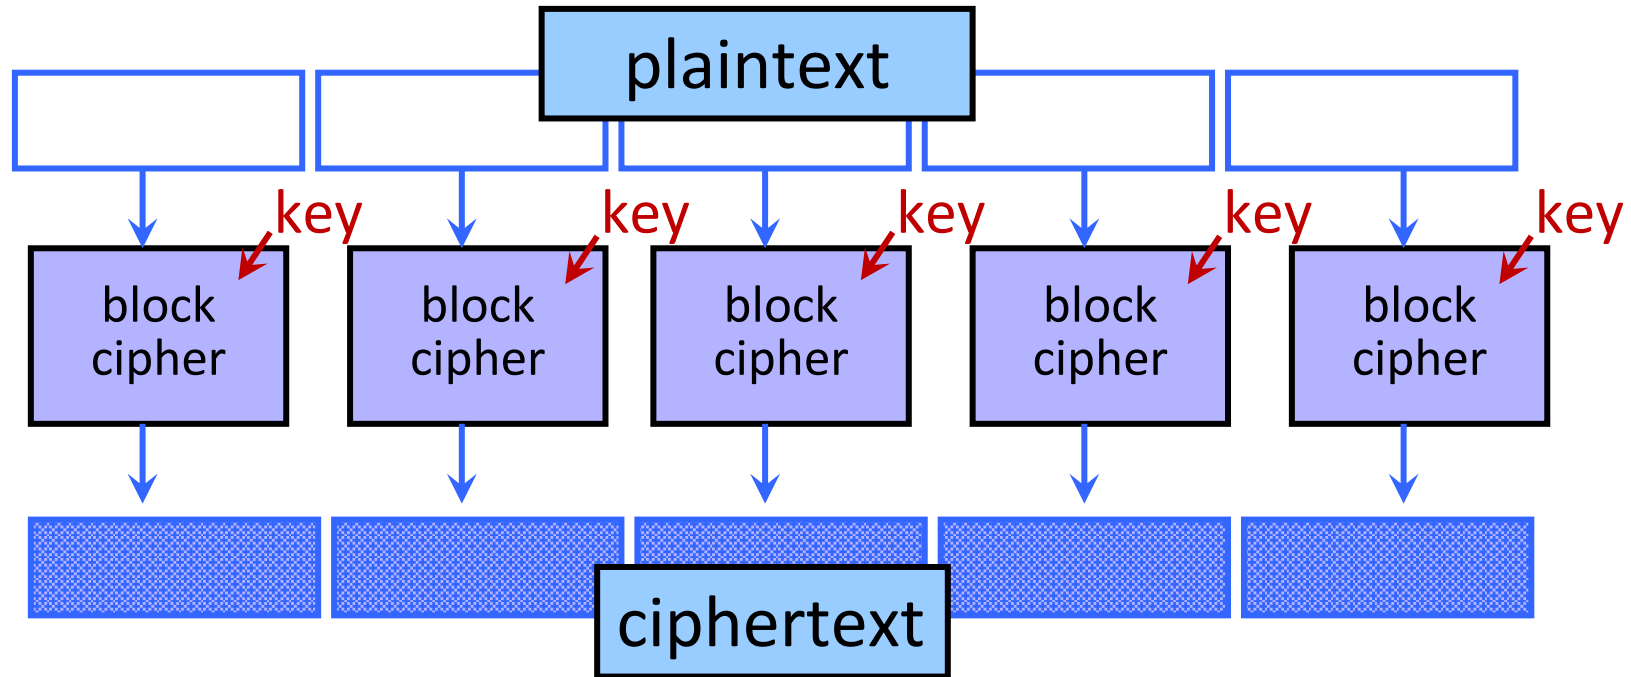 plaintext
key
key
key
key
key
block
cipher
block
cipher
block
cipher
block
cipher
block
cipher
ciphertext